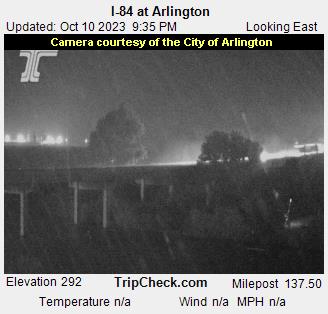 I-84 at Arlington
Updated: Oct 10 2023 9:35 PM Looking East
Camera courtesy of the City of Arlington
Elevation 292 TripCheck.com Milepost 137.50
Temperature n/a Wind n/a MPH n/a